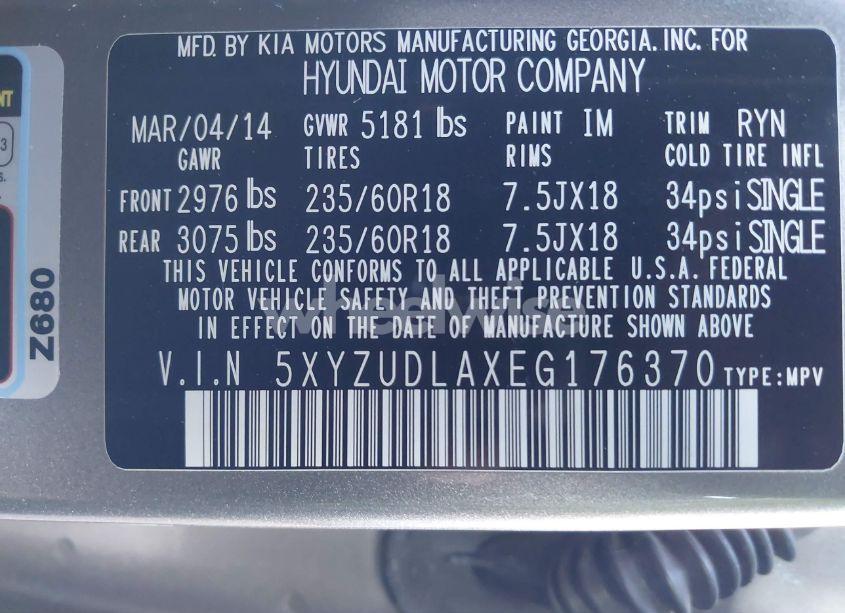 MFD. BY KIA MOTORS MANUFACTURING GEORGIA. INC. FOR
HYUNDAI MOTOR COMPANY
MAR/04/14 GVWR 5181 lbs PAINT IM TRIM RYN
GAWR TIRES RIMS COLD TIRE INFL
FRONT 2976 lbs 235/60R18 7.5JX18 34psi SINGLE
REAR 3075 lbs 235/60R18 7.5JX18 34psi SINGLE
THIS VEHICLE CONFORMS TO ALL APPLICABLE U.S.A. FEDERAL
MOTOR VEHICLE SAFETY AND THEFT PREVENTION STANDARDS
IN EFFECT ON THE DATE OF MANUFACTURE SHOWN ABOVE
V.I.N 5XYZUDLAXEG176370 TYPE:MPV
Z680
wheelwise